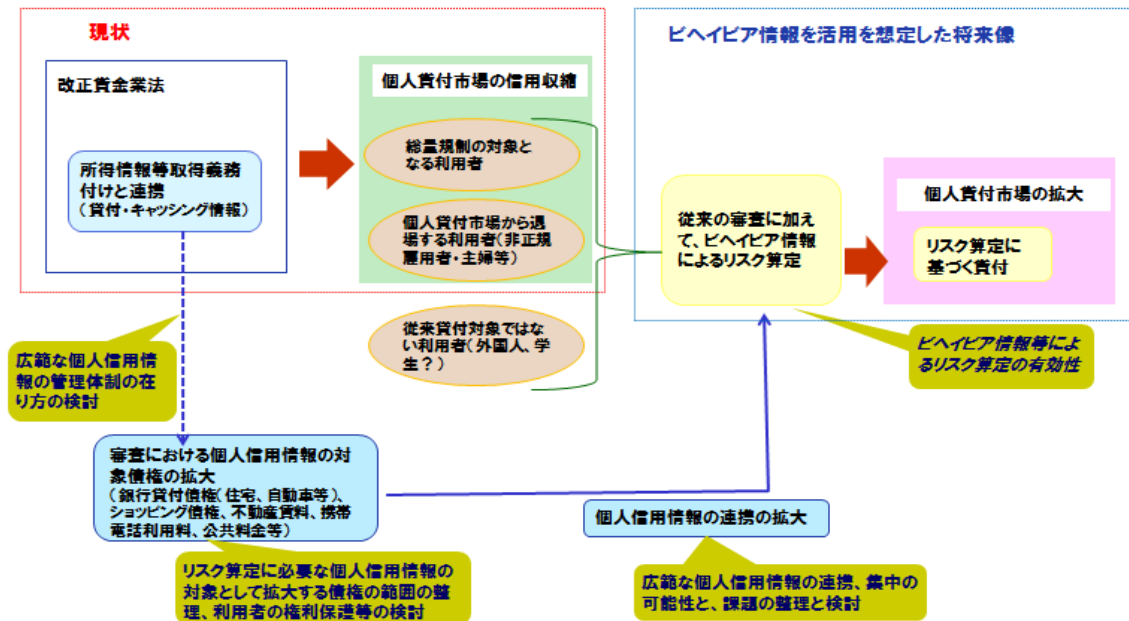 現状
改正貸金業法
所得情報等取得義務
付けと連携
（貸付・キャッシング情報）
個人貸付市場の信用収縮
総量規制の対象と
なる利用者
個人貸付市場から退
場する利用者（非正規
雇用者・主婦等）
従来貸付対象ではな
い利用者（外国人、学
生？）
ビヘイビア情報を活用を想定した将来像
従来の審査に加え
て、ビヘイビア情報
によるリスク算定
個人貸付市場の拡大
リスク算定に
基づく貸付
ビヘイビア情報等によ
るリスク算定の有効性
広範な個人信用情
報の管理体制の在
り方の検討
審査における個人信用情報の対
象債権の拡大
（銀行貸付債権（住宅、自動車等）、
ショッピング債権、不動産賃料、携帯
電話利用料、公共料金等）
リスク算定に必要な個人信用情報の
対象として拡大する債権の範囲の整
理、利用者の権利保護等の検討
個人信用情報の連携の拡大
広範な個人信用情報の連携、集中の
可能性と、課題の整理と検討